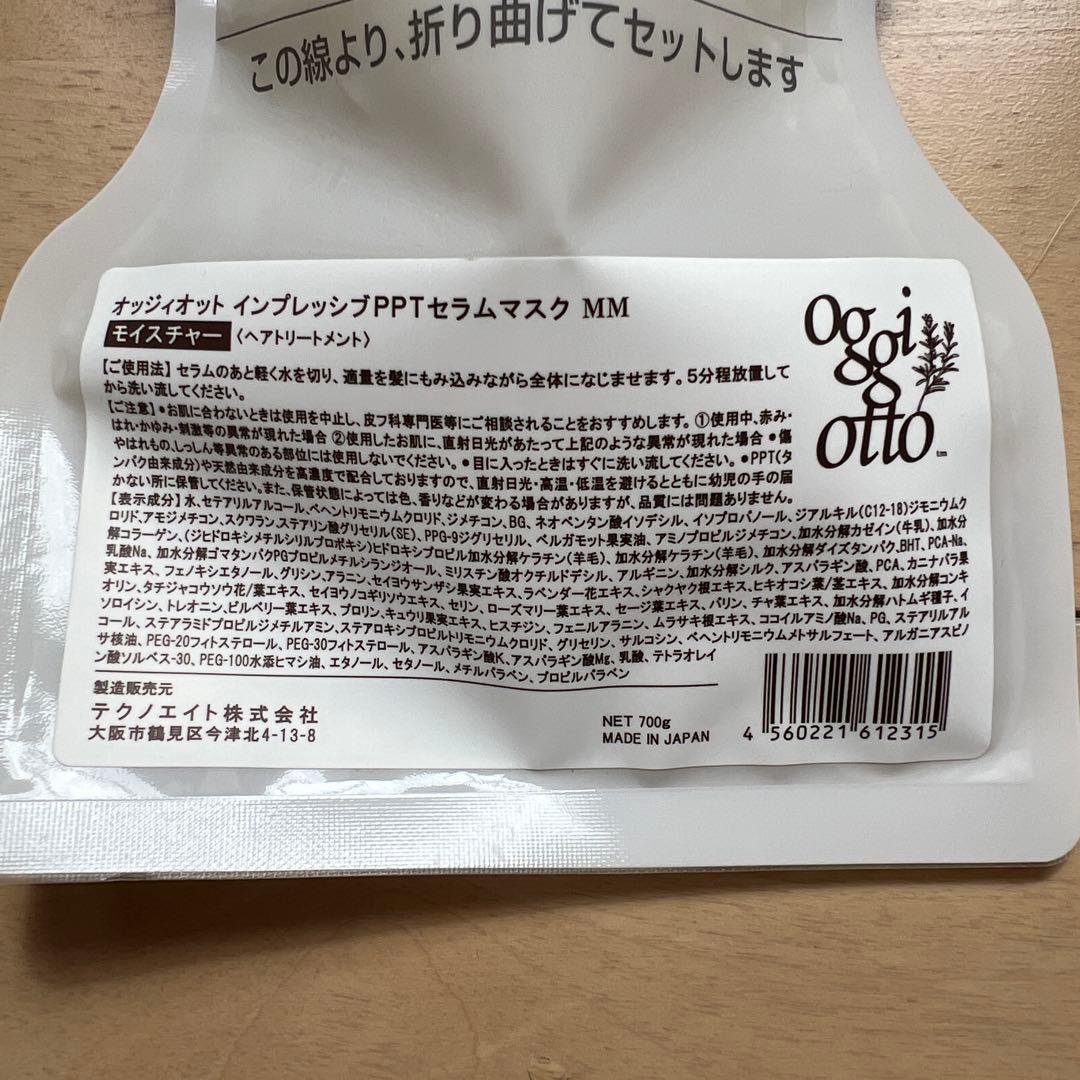 この線より、折り曲げてセットします
オッジィオット インプレッシブPPTセラムマスク MM
モイスチャー 〈ヘアトリートメント〉
【ご使用法】セラムのあと軽く水を切り、適量を髪にもみ込みながら全体になじませます。5分程放置して
から洗い流してください。
【ご注意】●お肌に合わないときは使用を中止し、皮フ科専門医等にご相談されることをおすすめします。①使用中、赤み・
はれ・かゆみ・刺激等の異常が現れた場合 ②使用したお肌に、直射日光があたって上記のような異常が現れた場合 ●傷
やはれもの、しっしん等異常のある部位には使用しないでください。●目に入ったときはすぐに洗い流してください。●PPT(タ
ンパク由来成分)や天然由来成分を高濃度で配合しておりますので、直射日光・高温・低温を避けるとともに幼児の手の届
かない所に保管してください。また、保管状態によっては色、香りなどが変わる場合がありますが、品質には問題ありません。
【表示成分】水、セテアリルアルコール、ベヘントリモニウムクロリド、ジメチコン、BG、ネオペンタン酸イソデシル、イソプロパノール、ジアルキル(C12-18)ジモニウムク
ロリド、アモジメチコン、スクワラン、ステアリン酸グリセリル(SE)、PPG-9ジグリセリル、ベルガモット果実油、アミノプロピルジメチコン、加水分解カゼイン(牛乳)、加水分
解コラーゲン、(ジヒドロキシメチルシリルプロポキシ)ヒドロキシプロピル加水分解ケラチン(羊毛)、加水分解ケラチン(羊毛)、加水分解ダイズタンパク、BHT、PCA-Na、
乳酸Na、加水分解ゴマタンパクPGプロピルメチルシランジオール、ミリスチン酸オクチルドデシル、アルギニン、加水分解シルク、アスパラギン酸、PCA、カニナバラ果
実エキス、フェノキシエタノール、グリシン、アラニン、セイヨウサンザシ果実エキス、ラベンダー花エキス、シャクヤク根エキス、ヒキオコシ葉/茎エキス、加水分解コンキ
オリン、タチジャコウソウ花/葉エキス、セイヨウノコギリソウエキス、セリン、ローズマリー葉エキス、セージ葉エキス、バリン、チャ葉エキス、加水分解ハトムギ種子、イ
ソロイシン、トレオニン、ビルベリー葉エキス、プロリン、キュウリ果実エキス、ヒスチジン、フェニルアラニン、ムラサキ根エキス、ココイルアミノ酸Na、PG、ステアリルアル
コール、ステアラミドプロピルジメチルアミン、ステアロキシプロピルトリモニウムクロリド、グリセリン、サルコシン、ベヘントリモニウムメトサルフェート、アルガニアスピノ
サ核油、PEG-20フィトステロール、PEG-30フィトステロール、アスパラギン酸K、アスパラギン酸Mg、乳酸、テトラオレイ
ン酸ソルベス-30、PEG-100水添ヒマシ油、エタノール、セタノール、メチルパラベン、プロピルパラベン
製造販売元
テクノエイト株式会社
大阪市鶴見区今津北4-13-8
NET 700g
MADE IN JAPAN
4 560221 612315
oggi
otto
tm